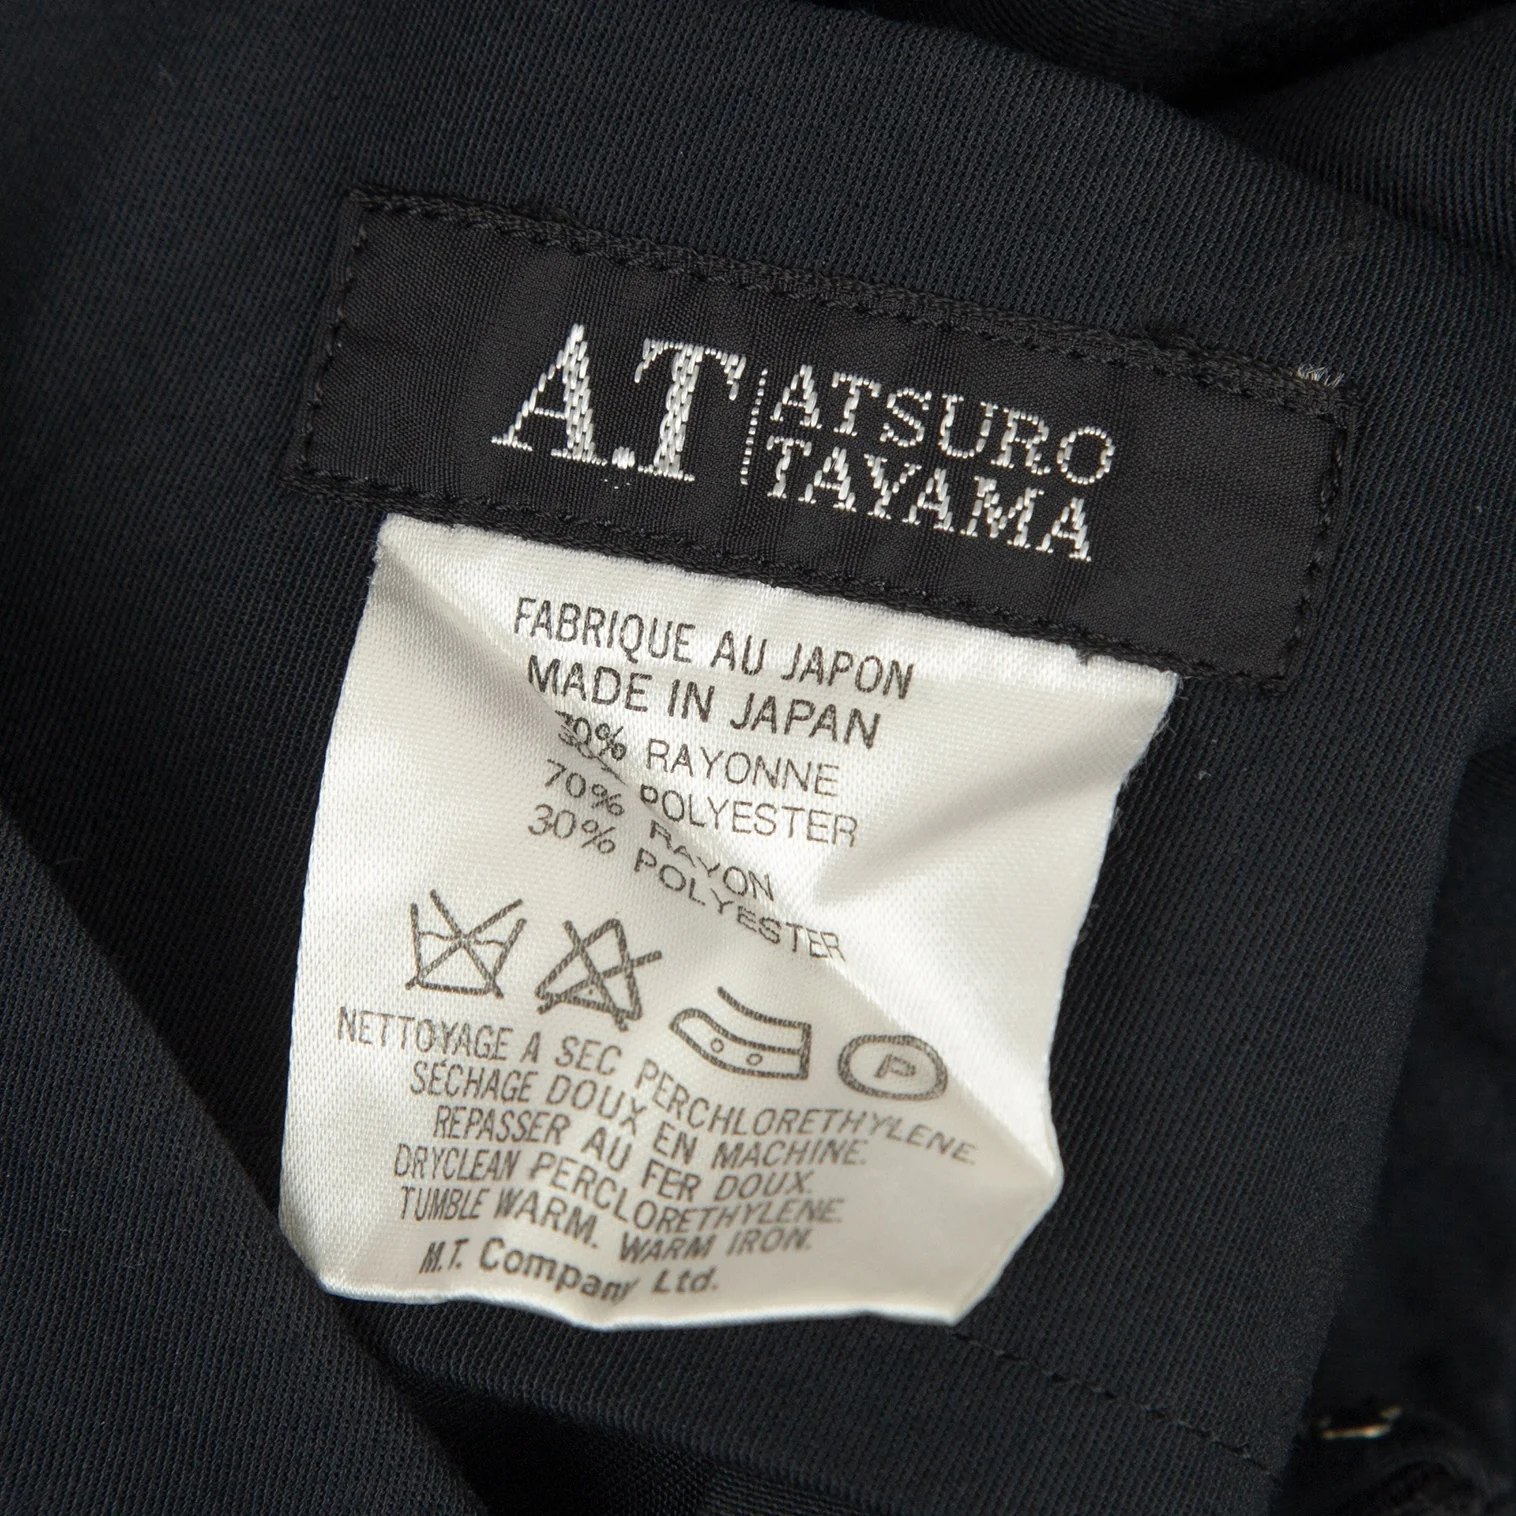 A.T ATSURO
TAYAMA
FABRIQUE AU JAPON
MADE IN JAPAN
70% RAYONNE
30% POLYESTER
70% RAYON
30% POLYESTER
P
NETTOYAGE A SEC PERCHLORETHYLENE.
SÉCHAGE DOUX EN MACHINE.
REPASSER AU FER DOUX.
DRYCLEAN PERCLORETHYLENE.
TUMBLE WARM. WARM IRON.
M.T. Company Ltd.